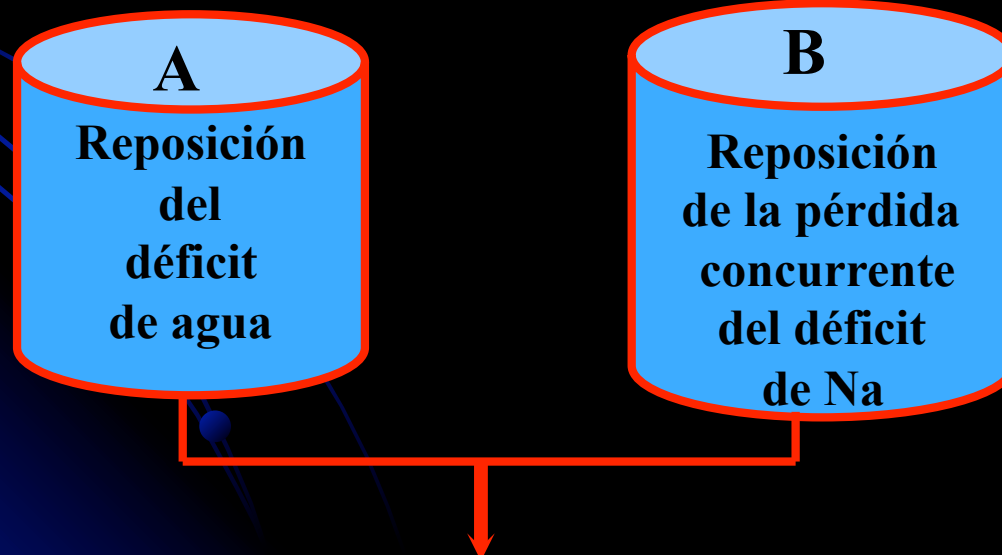 A
Reposición
del
déficit
de agua
B
Reposición
de la pérdida
concurrente
del déficit
de Na